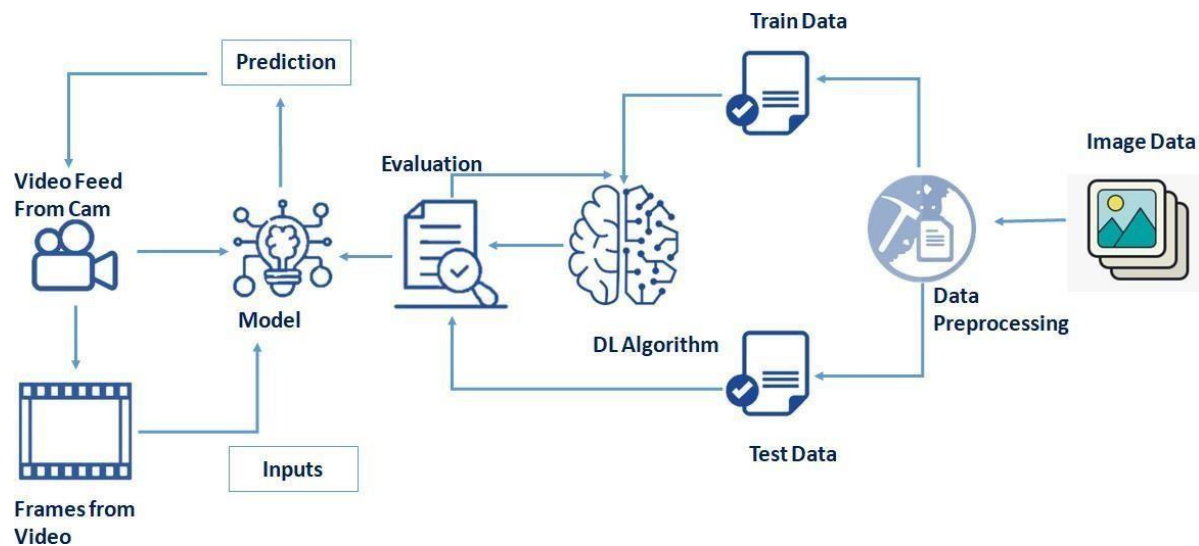 Train Data
Prediction
Image Data
Evaluation
Video Feed
From Cam
Data
Preprocessing
Model
DL Algorithm
Test Data
Inputs
Frames from
Video